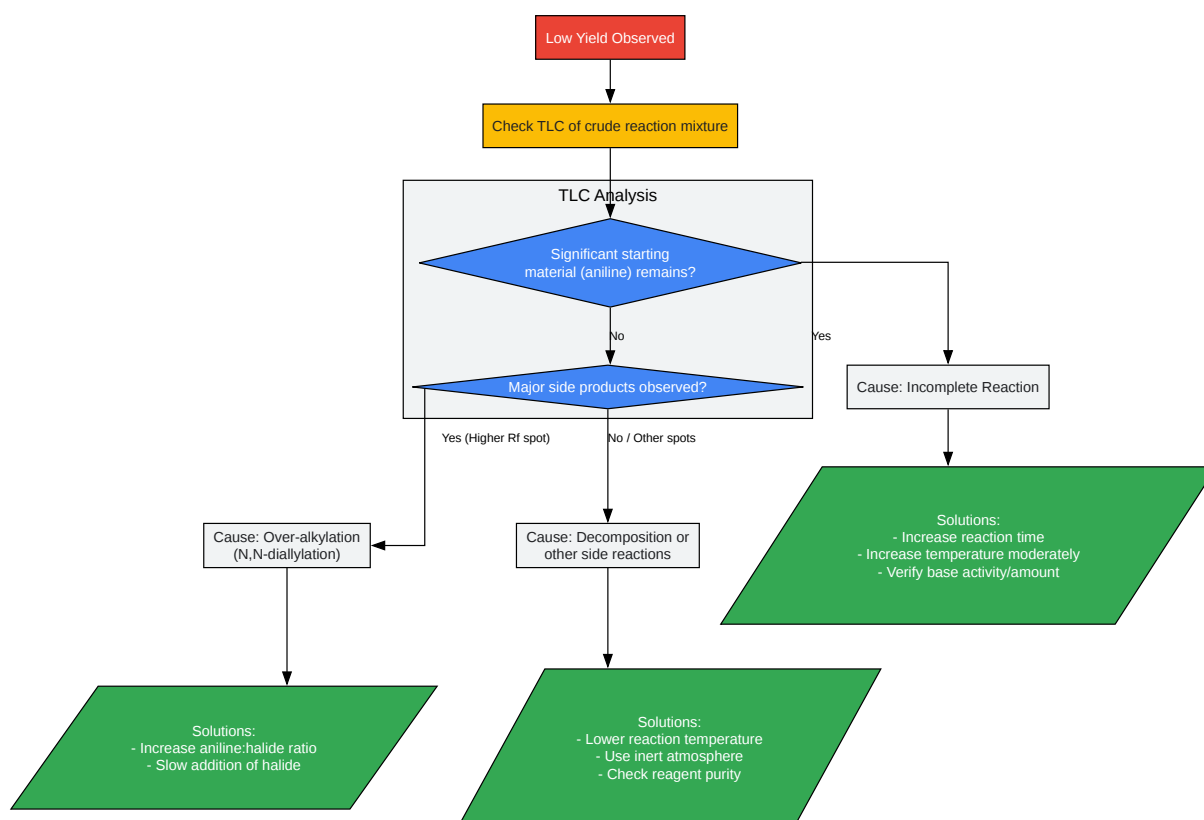 Low Yield Observed
Check TLC of crude reaction mixture
TLC Analysis
Significant starting
material (aniline) remains?
No
Yes
Major side products observed?
Cause: Incomplete Reaction
Yes (Higher Rf spot)
No / Other spots
Solutions:
- Increase reaction time
- Increase temperature moderately
- Verify base activity/amount
Cause: Over-alkylation
(N,N-diallylation)
Cause: Decomposition or
other side reactions
Solutions:
- Increase aniline:halide ratio
- Slow addition of halide
Solutions:
- Lower reaction temperature
- Use inert atmosphere
- Check reagent purity